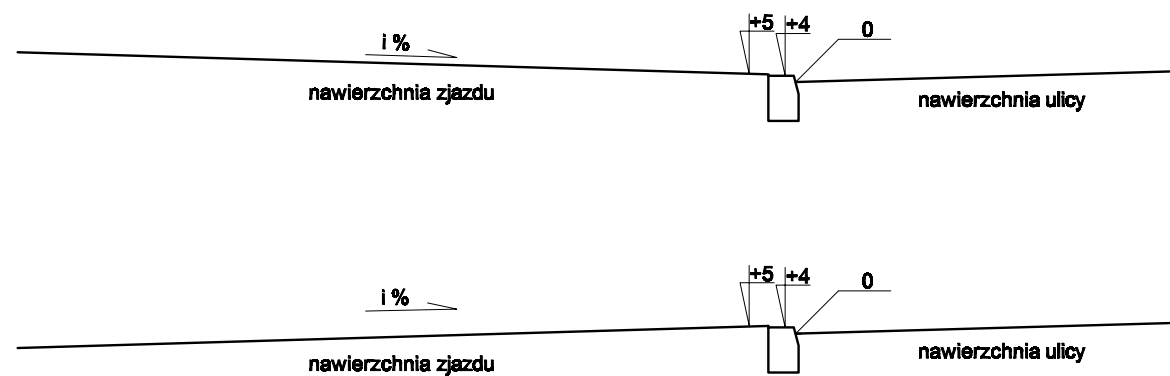 i %
+5 +4 0
nawierzchnia zjazdu
nawierzchnia ulicy
i %
+5 +4 0
nawierzchnia zjazdu
nawierzchnia ulicy